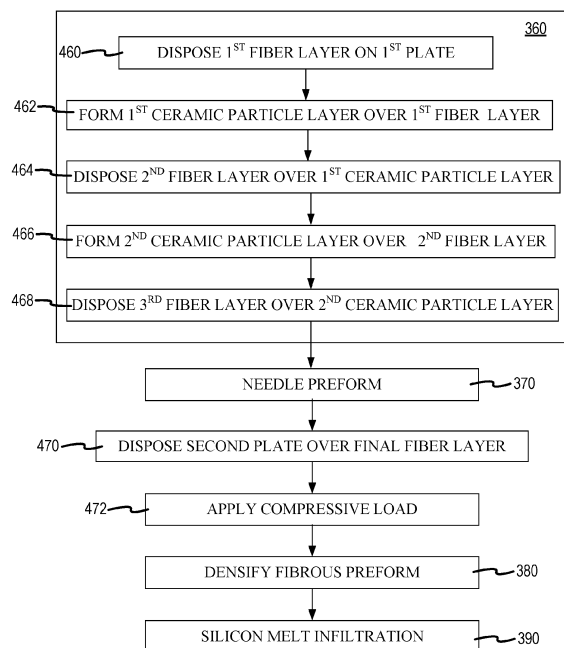 360
460 DISPOSE 1ST FIBER LAYER ON 1ST PLATE
462 FORM 1ST CERAMIC PARTICLE LAYER OVER 1ST FIBER LAYER
464 DISPOSE 2ND FIBER LAYER OVER 1ST CERAMIC PARTICLE LAYER
466 FORM 2ND CERAMIC PARTICLE LAYER OVER 2ND FIBER LAYER
468 DISPOSE 3RD FIBER LAYER OVER 2ND CERAMIC PARTICLE LAYER
NEEDLE PREFORM 370
470 DISPOSE SECOND PLATE OVER FINAL FIBER LAYER
472 APPLY COMPRESSIVE LOAD
DENSIFY FIBROUS PREFORM 380
SILICON MELT INFILTRATION 390